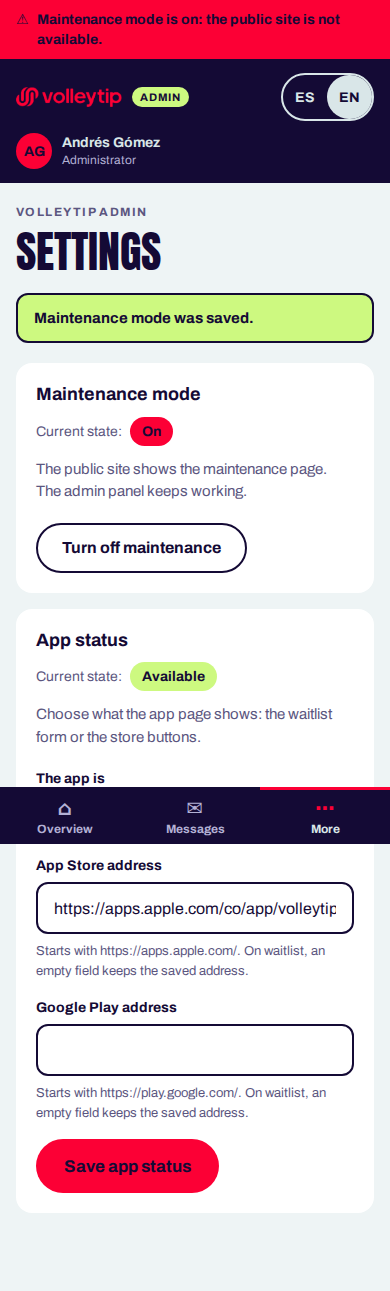 ⚠ Maintenance mode is on: the public site is not
available.
volleytip ADMIN ES EN
AG Andrés Gómez
Administrator
VOLLEYTIP ADMIN
SETTINGS
Maintenance mode was saved.
Maintenance mode
Current state: On
The public site shows the maintenance page.
The admin panel keeps working.
Turn off maintenance
App status
Current state: Available
Choose what the app page shows: the waitlist
form or the store buttons.
The app is
Overview Messages More
App Store address
https://apps.apple.com/co/app/volleytip
Starts with https://apps.apple.com/. On waitlist, an
empty field keeps the saved address.
Google Play address
Starts with https://play.google.com/. On waitlist, an
empty field keeps the saved address.
Save app status